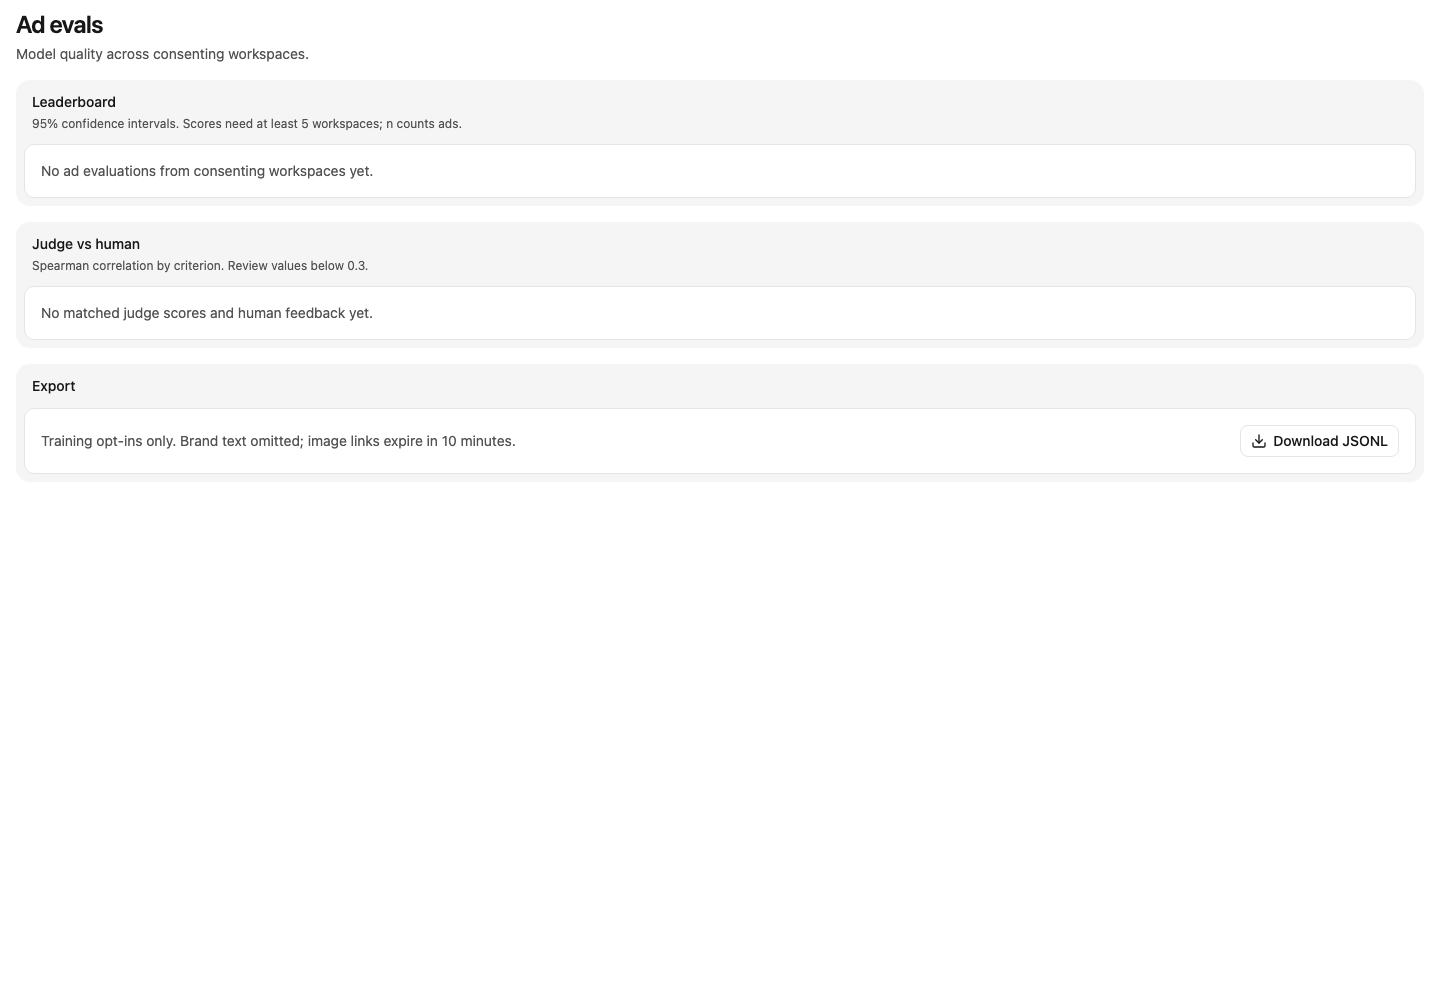 Ad evals
Model quality across consenting workspaces.
Leaderboard
95% confidence intervals. Scores need at least 5 workspaces; n counts ads.
No ad evaluations from consenting workspaces yet.
Judge vs human
Spearman correlation by criterion. Review values below 0.3.
No matched judge scores and human feedback yet.
Export
Training opt-ins only. Brand text omitted; image links expire in 10 minutes.
Download JSONL